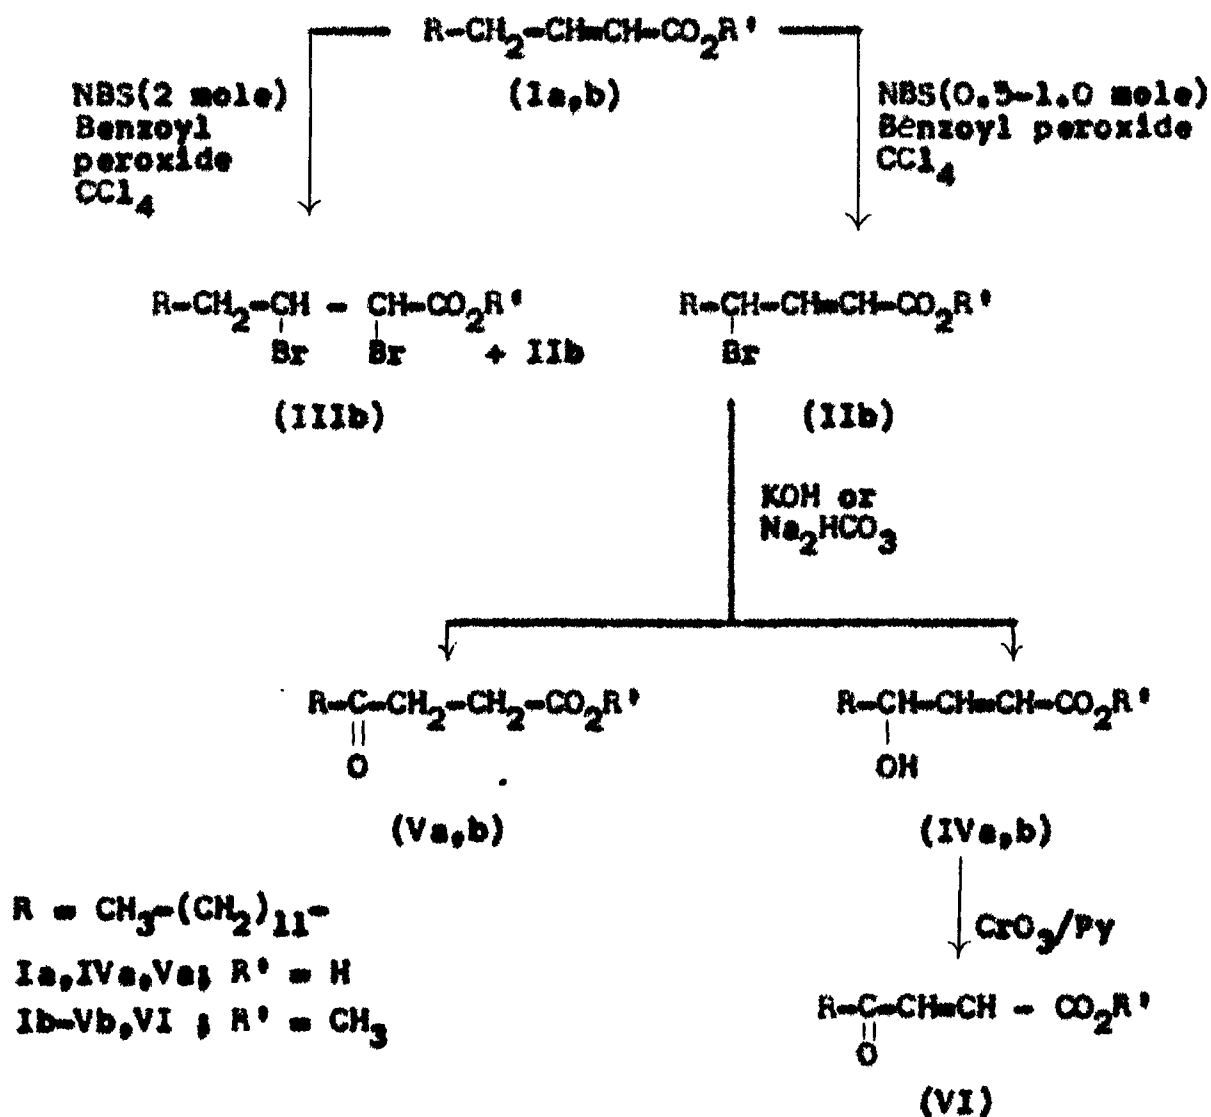 R-CH2-CH=CH-CO2R'
(Ia,b)
NBS(2 mole)
Benzoyl
peroxide
CCl4
NBS(0.5-1.0 mole)
Benzoyl peroxide
CCl4
R-CH2-CH - CH-CO2R'
Br Br + IIb
(IIIb)
R-CH-CH=CH-CO2R'
Br
(IIb)
KOH or
Na2HCO3
R-C-CH2-CH2-CO2R'
O
(Va,b)
R-CH-CH=CH-CO2R'
OH
(IVa,b)
CrO3/Py
R = CH3-(CH2)11-
Ia,IVa,Va; R' = H
Ib-Vb,VI ; R' = CH3
R-C-CH=CH - CO2R'
O
(VI)